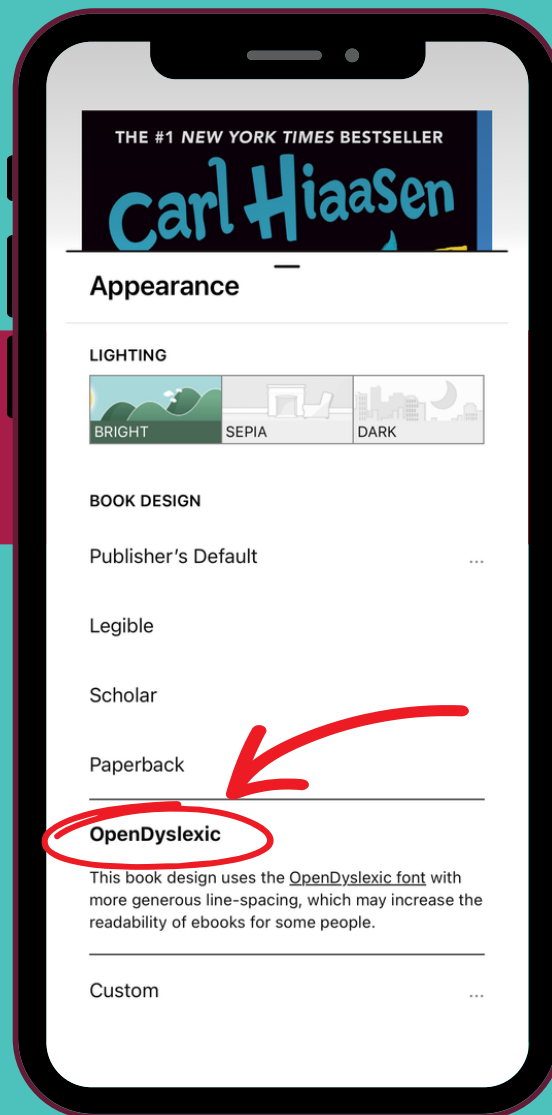 THE #1 NEW YORK TIMES BESTSELLER
Carl Hiaasen
Appearance
LIGHTING
BRIGHT SEPIA DARK
BOOK DESIGN
Publisher’s Default ...
Legible
Scholar
Paperback
OpenDyslexic
This book design uses the OpenDyslexic font with
more generous line-spacing, which may increase the
readability of ebooks for some people.
Custom ...